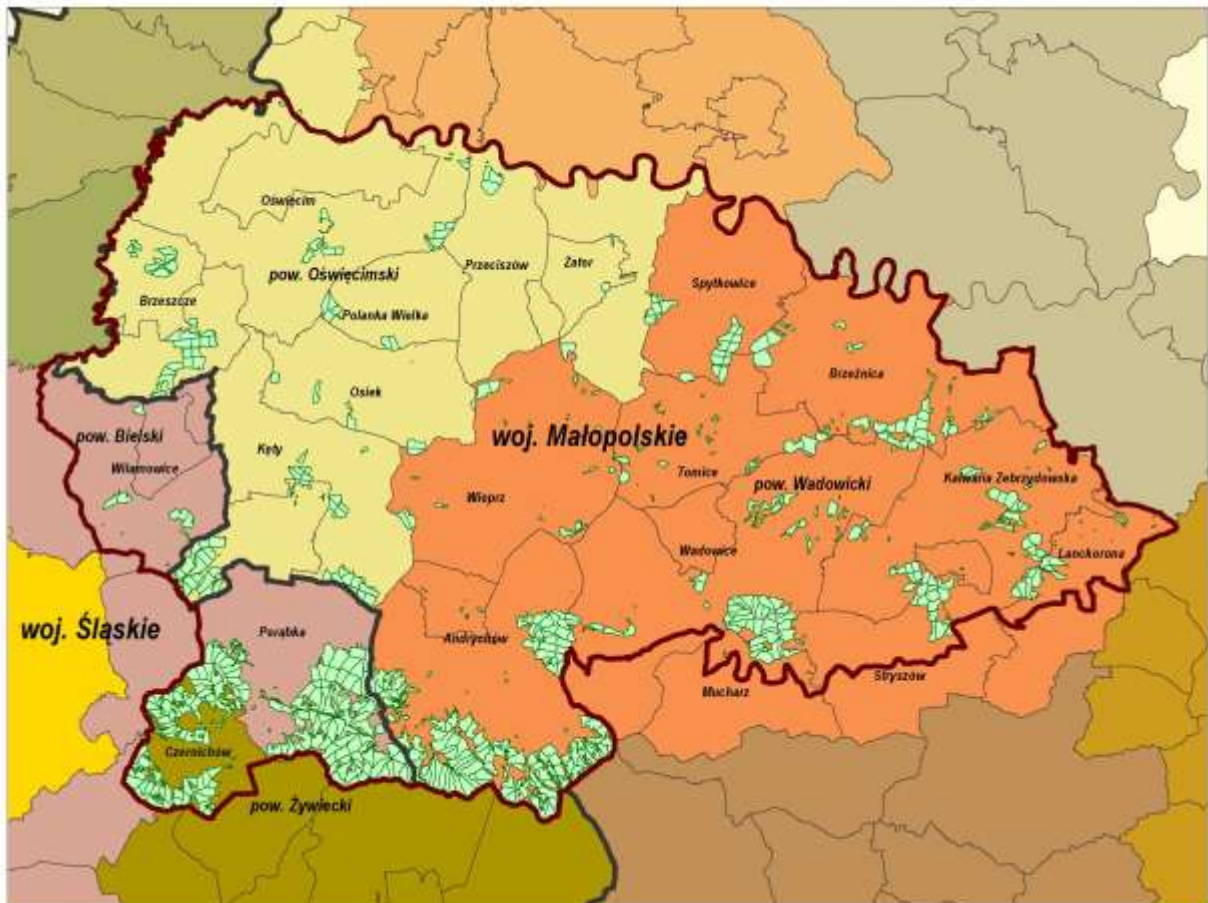 Oświęcim
pow. Oświęcimski
Przeciszów
Zator
Spytkowice
Brzeszcze
Polanka Wielka
Brzeźnica
Osiek
pow. Bielski
woj. Małopolskie
Kęty
Wilamowice
Wieprz
Tomice
pow. Wadowicki
Kalwaria Zebrzydowska
Wadowice
Lanckorona
woj. Śląskie
Porąbka
Andrychów
Mucharz
Stryszów
Czernichów
pow. Żywiecki